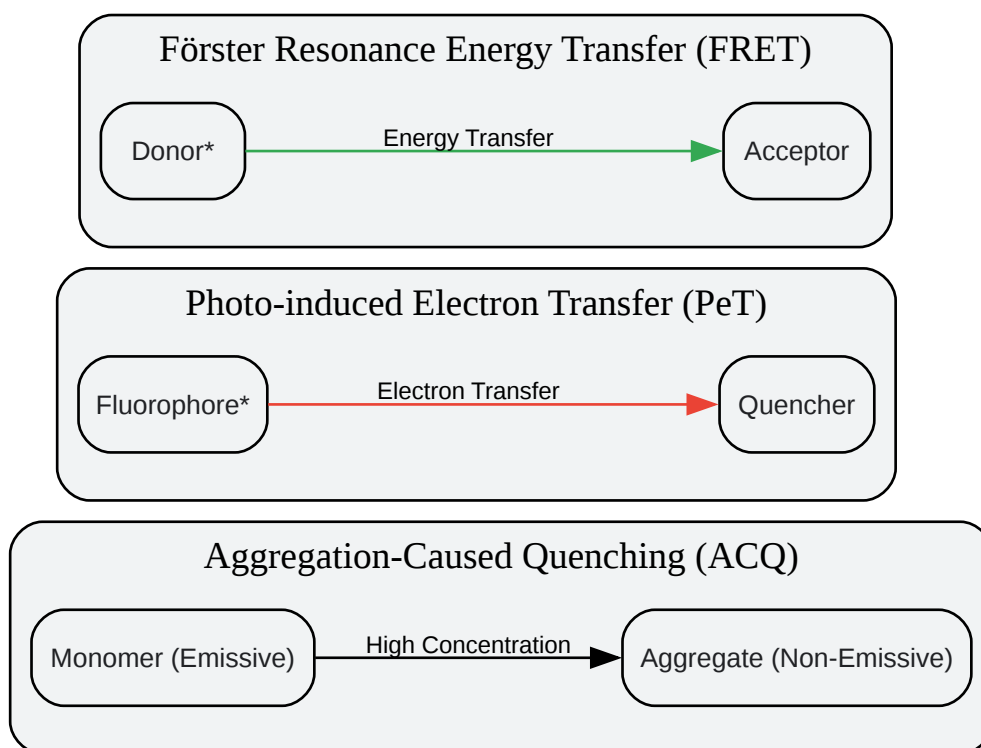 Förster Resonance Energy Transfer (FRET)
Donor*
Energy Transfer
Acceptor
Photo-induced Electron Transfer (PeT)
Fluorophore*
Electron Transfer
Quencher
Aggregation-Caused Quenching (ACQ)
Monomer (Emissive)
High Concentration
Aggregate (Non-Emissive)